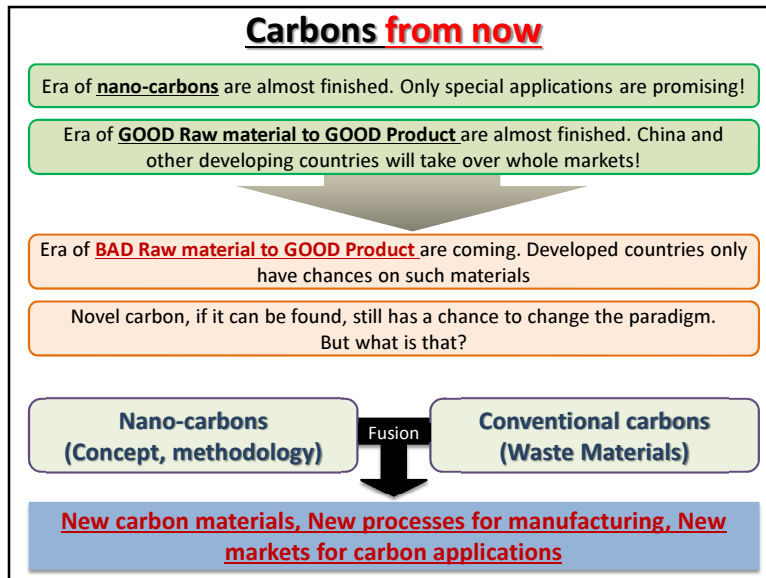 Carbons from now
Era of nano-carbons are almost finished. Only special applications are promising!
Era of GOOD Raw material to GOOD Product are almost finished. China and
other developing countries will take over whole markets!
Era of BAD Raw material to GOOD Product are coming. Developed countries only
have chances on such materials
Novel carbon, if it can be found, still has a chance to change the paradigm.
But what is that?
Nano-carbons
(Concept, methodology)
Fusion
Conventional carbons
(Waste Materials)
New carbon materials, New processes for manufacturing, New
markets for carbon applications